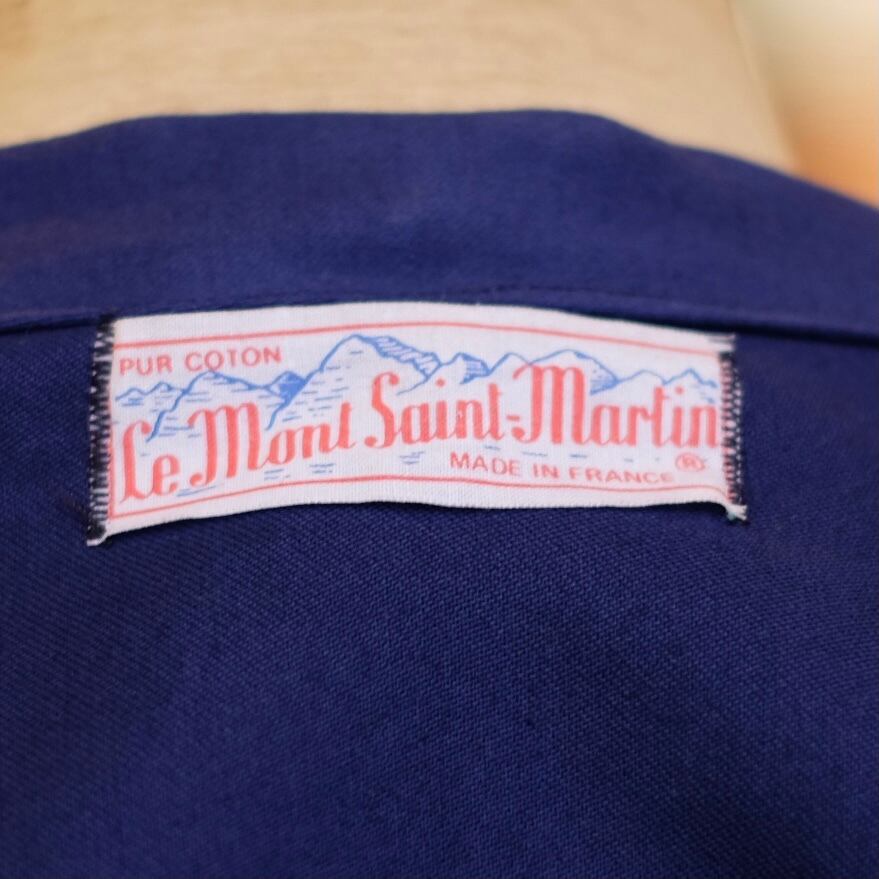 PUR COTON
Le Mont Saint-Martin
MADE IN FRANCE ®